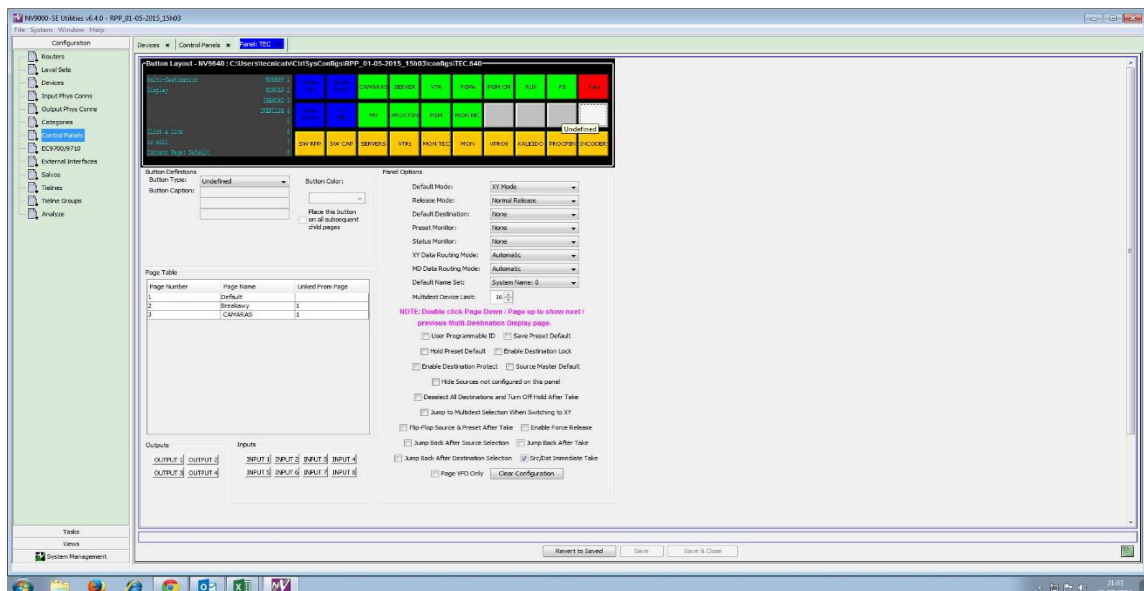 NV9000-SE Utilities v6.4.0 - RPP_01-05-2015_15h03
File System Window Help
Configuration
Routers
Level Sets
Devices
Input Phys Conns
Output Phys Conns
Categories
Control Panels
EC9700/9710
External Interfaces
Salvos
Tielines
Tieline Groups
Analyze
Tasks
Views
System Management
Devices Control Panels Panel: TEC
Button Layout - NV9640 : C:\Users\tecnicatv\CtrlSysConfigs\RPP_01-05-2015_15h03\configs\TEC.640
Multi-Destination
Display
Click a line
to edit
Current Page: Default
1
2
3
4
5
6
7
8
CAMARAS SERVER VTR PGMs PGM CM AUX FS Take
MV PROCFIN PGM MON MC
Undefined
SW RPP SW CAP SERVERS VTRs MON TEC MON VPROS KALEIDO PROCFIN ENCODER
Button Definitions
Button Type: Undefined
Button Caption:
Button Color:
Place this button
on all subsequent
child pages
Page Table
Page Number Page Name Linked From Page
1 Default
2 Breakawy 1
3 CAMARAS 1
Outputs
OUTPUT 1 OUTPUT 2
OUTPUT 3 OUTPUT 4
Inputs
INPUT 1 INPUT 2 INPUT 3 INPUT 4
INPUT 5 INPUT 6 INPUT 7 INPUT 8
Panel Options
Default Mode: XY Mode
Release Mode: Normal Release
Default Destination: None
Preset Monitor: None
Status Monitor: None
XY Data Routing Mode: Automatic
MD Data Routing Mode: Automatic
Default Name Set: System Name: 0
Multidest Device Limit: 16
NOTE: Double click Page Down / Page up to show next /
previous Multi-Destination Display page.
User Programmable ID Save Preset Default
Hold Preset Default Enable Destination Lock
Enable Destination Protect Source Master Default
Hide Sources not configured on this panel
Deselect All Destinations and Turn Off Hold After Take
Jump to Multidest Selection When Switching to XY
Flip-Flop Source & Preset After Take Enable Force Release
Jump Back After Source Selection Jump Back After Take
Jump Back After Destination Selection Src/Dst Immediate Take
Page VFD Only Clear Configuration
Revert to Saved Save Save & Close
21:03